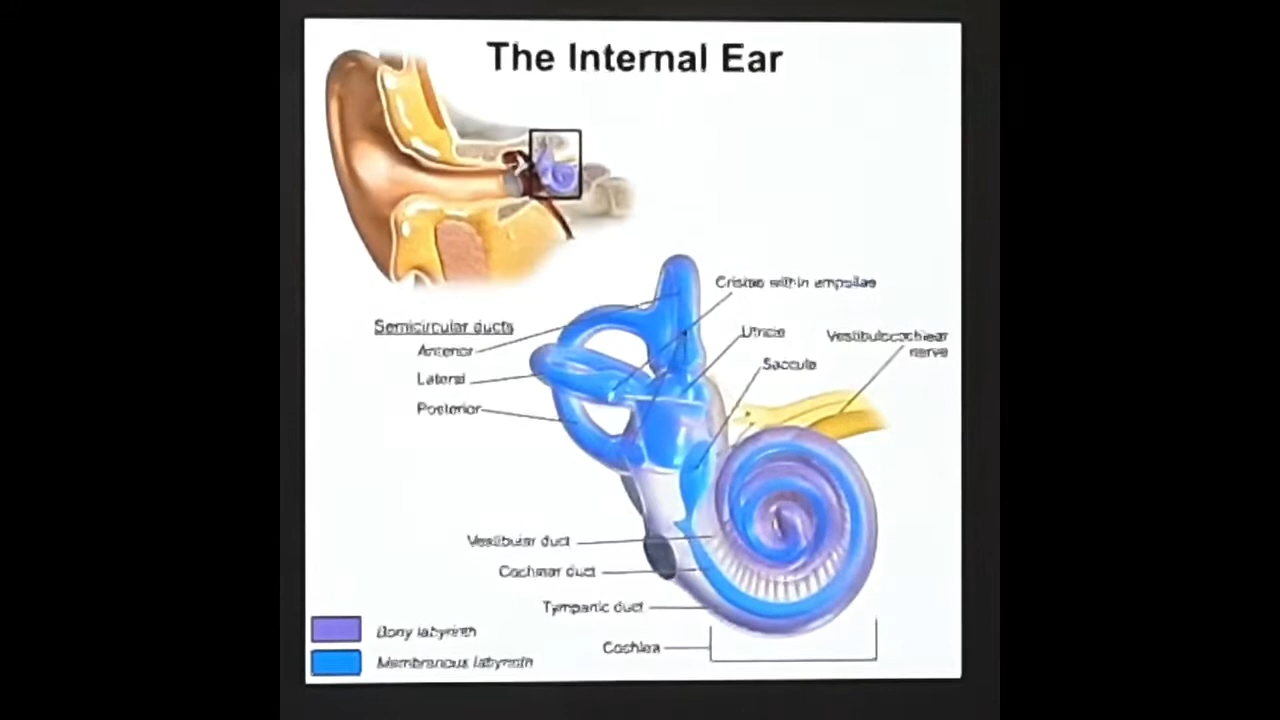 The Internal Ear
Cristae within ampullae
Semicircular ducts
Utricle
Vestibulocochlear
nerve
Anterior
Saccule
Lateral
Posterior
Vestibular duct
Cochlear duct
Tympanic duct
Cochlea
Bony labyrinth
Membranous labyrinth